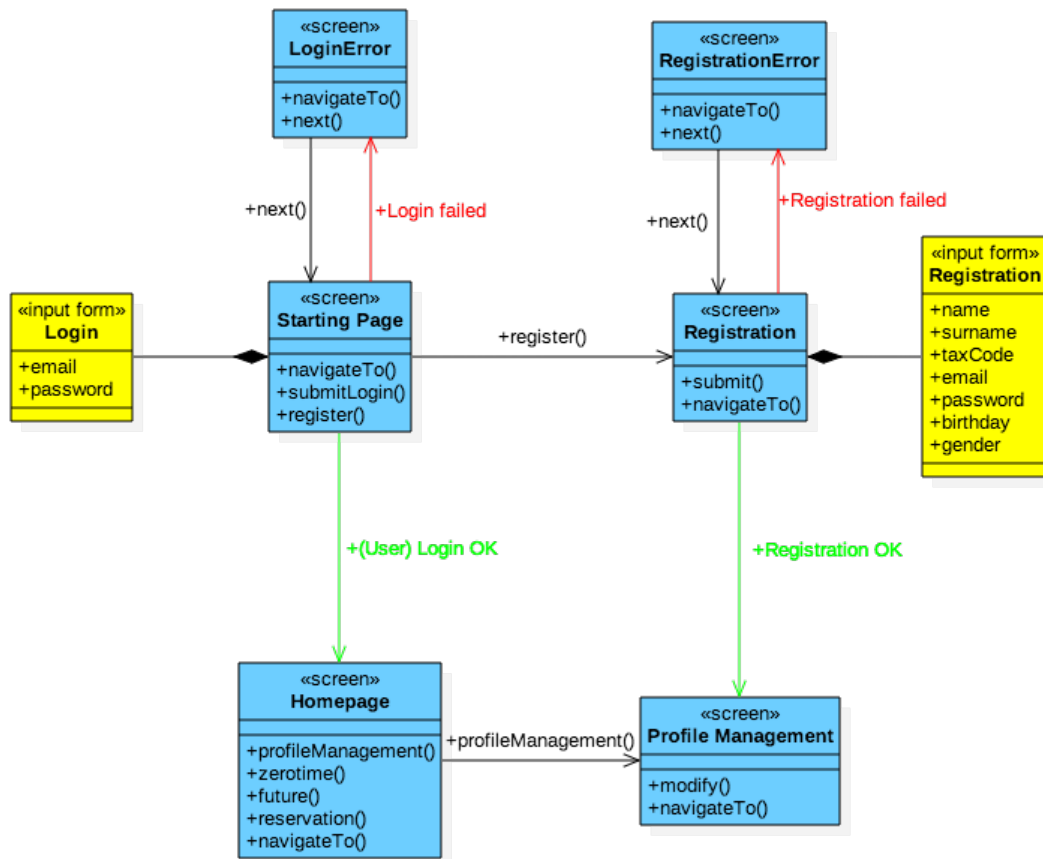 «screen»
LoginError
+navigateTo()
+next()
«screen»
RegistrationError
+navigateTo()
+next()
+next()
+Login failed
+next()
+Registration failed
«input form»
Login
+email
+password
«screen»
Starting Page
+navigateTo()
+submitLogin()
+register()
+register()
«screen»
Registration
+submit()
+navigateTo()
«input form»
Registration
+name
+surname
+taxCode
+email
+password
+birthday
+gender
+(User) Login OK
+Registration OK
«screen»
Homepage
+profileManagement()
+zerotime()
+future()
+reservation()
+navigateTo()
+profileManagement()
«screen»
Profile Management
+modify()
+navigateTo()